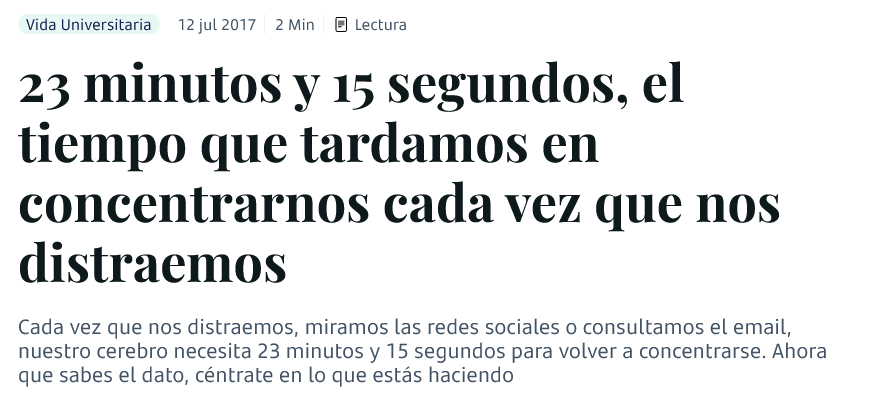 Vida Universitaria 12 jul 2017 2 Min Lectura
23 minutos y 15 segundos, el
tiempo que tardamos en
concentrarnos cada vez que nos
distraemos
Cada vez que nos distraemos, miramos las redes sociales o consultamos el email,
nuestro cerebro necesita 23 minutos y 15 segundos para volver a concentrarse. Ahora
que sabes el dato, céntrate en lo que estás haciendo